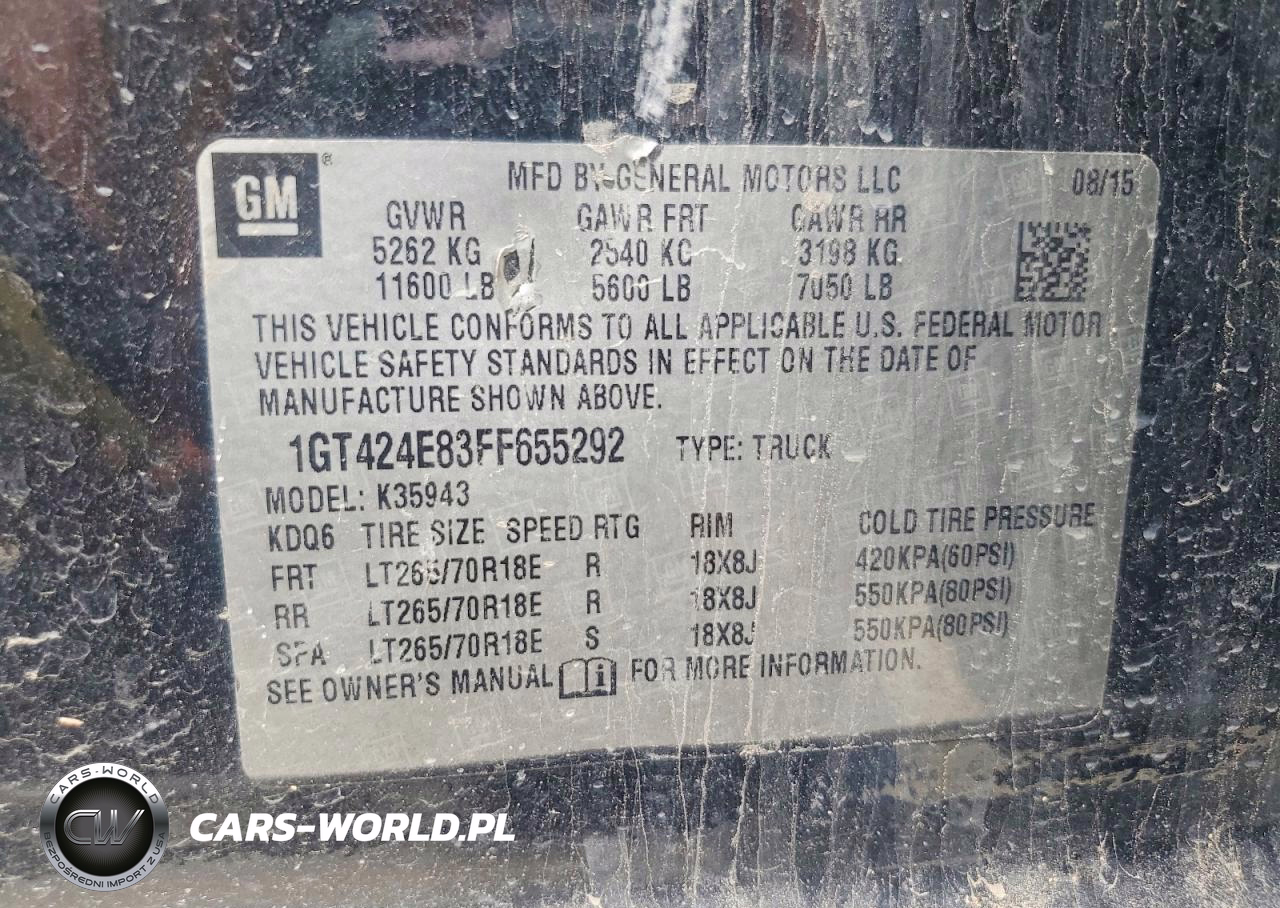 GM ®
MFD BY GENERAL MOTORS LLC 08/15
GVWR GAWR FRT GAWR RR
5262 KG 2540 KG 3198 KG
11600 LB 5600 LB 7050 LB
THIS VEHICLE CONFORMS TO ALL APPLICABLE U.S. FEDERAL MOTOR
VEHICLE SAFETY STANDARDS IN EFFECT ON THE DATE OF
MANUFACTURE SHOWN ABOVE.
1GT424E83FF655292 TYPE: TRUCK
MODEL: K35943
KDQ6 TIRE SIZE SPEED RTG RIM COLD TIRE PRESSURE
FRT LT265/70R18E R 18X8J 420KPA(60PSI)
RR LT265/70R18E R 18X8J 550KPA(80PSI)
SPA LT265/70R18E S 18X8J 550KPA(80PSI)
SEE OWNER'S MANUAL FOR MORE INFORMATION.
CARS-WORLD
CW
BEZPOŚREDNI IMPORT Z USA
CARS-WORLD.PL